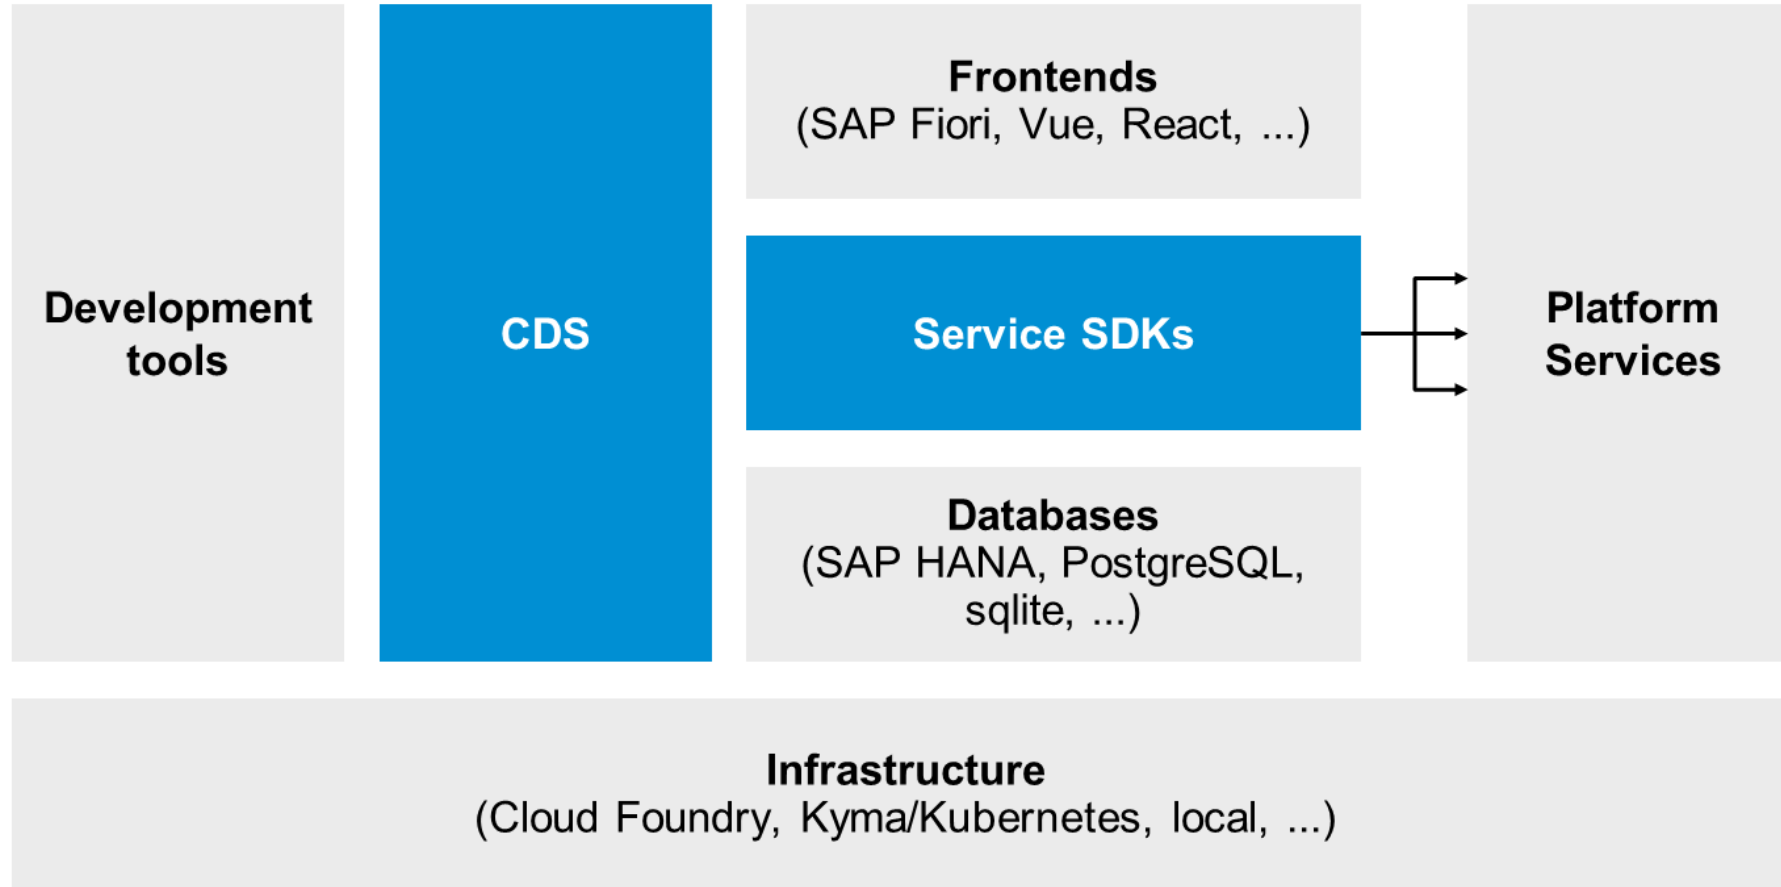 Development
tools
CDS
Frontends
(SAP Fiori, Vue, React, ...)
Service SDKs
Databases
(SAP HANA, PostgreSQL,
sqlite, ...)
Platform
Services
Infrastructure
(Cloud Foundry, Kyma/Kubernetes, local, ...)